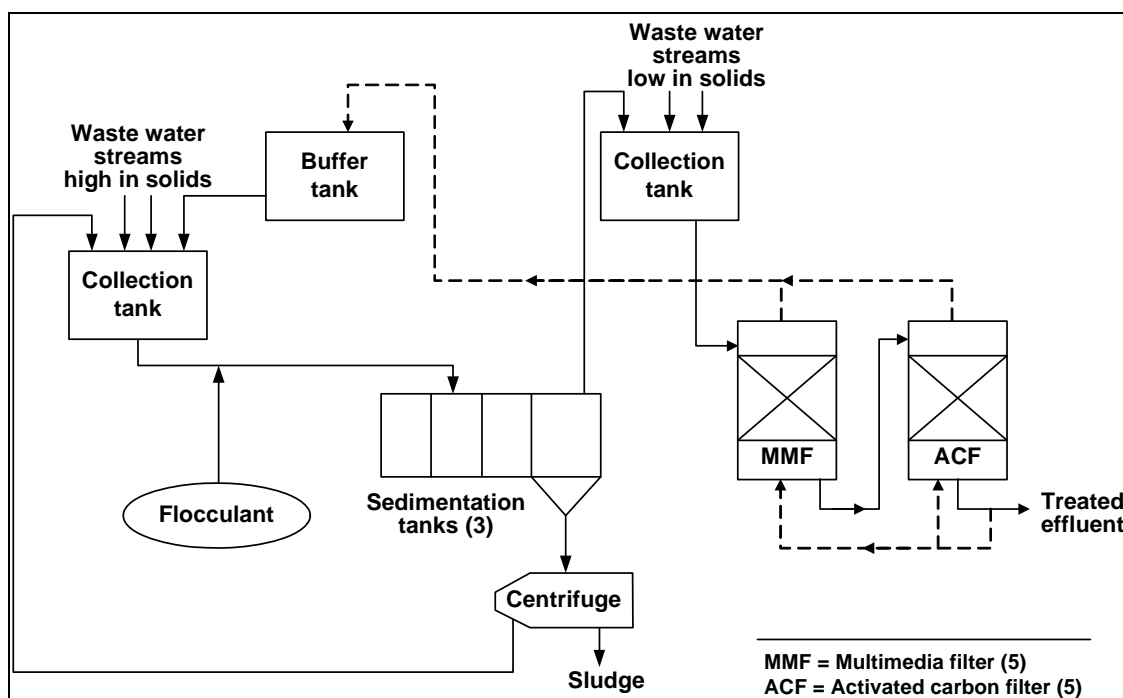 Waste water
streams
low in solids
Waste water
streams
high in solids
Buffer
tank
Collection
tank
Collection
tank
MMF
ACF
Sedimentation
tanks (3)
Flocculant
Treated
effluent
Centrifuge
Sludge
MMF = Multimedia filter (5)
ACF = Activated carbon filter (5)